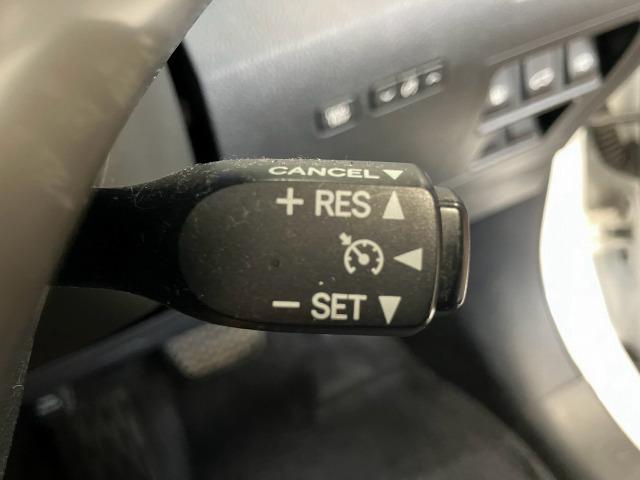 CANCEL▼
+ RES ▲
◀
− SET ▼